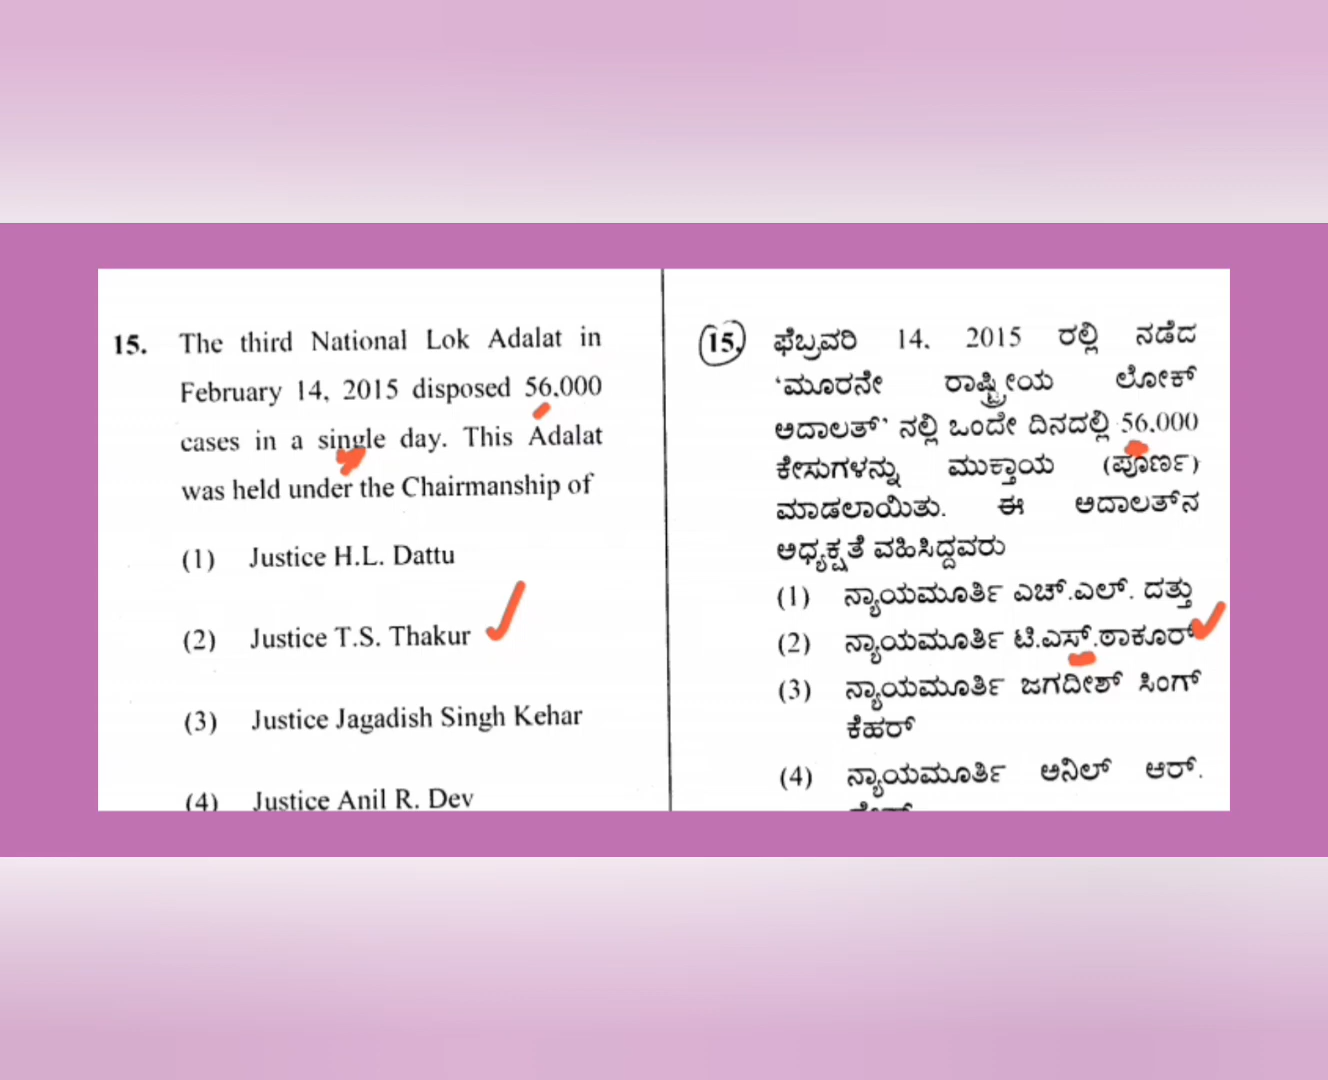 15. The third National Lok Adalat in
February 14, 2015 disposed 56,000
cases in a single day. This Adalat
was held under the Chairmanship of
(1) Justice H.L. Dattu
(2) Justice T.S. Thakur
(3) Justice Jagadish Singh Kehar
(4) Justice Anil R. Dev
15. ಫೆಬ್ರವರಿ 14, 2015 ರಲ್ಲಿ ನಡೆದ
‘ಮೂರನೇ ರಾಷ್ಟ್ರೀಯ ಲೋಕ್
ಅದಾಲತ್’ ನಲ್ಲಿ ಒಂದೇ ದಿನದಲ್ಲಿ 56,000
ಕೇಸುಗಳನ್ನು ಮುಕ್ತಾಯ (ಪೂರ್ಣ)
ಮಾಡಲಾಯಿತು. ಈ ಅದಾಲತ್‌ನ
ಅಧ್ಯಕ್ಷತೆ ವಹಿಸಿದ್ದವರು
(1) ನ್ಯಾಯಮೂರ್ತಿ ಎಚ್.ಎಲ್. ದತ್ತು
(2) ನ್ಯಾಯಮೂರ್ತಿ ಟಿ.ಎಸ್.ಠಾಕೂರ್
(3) ನ್ಯಾಯಮೂರ್ತಿ ಜಗದೀಶ್ ಸಿಂಗ್
ಕೆಹರ್
(4) ನ್ಯಾಯಮೂರ್ತಿ ಅನಿಲ್ ಆರ್.